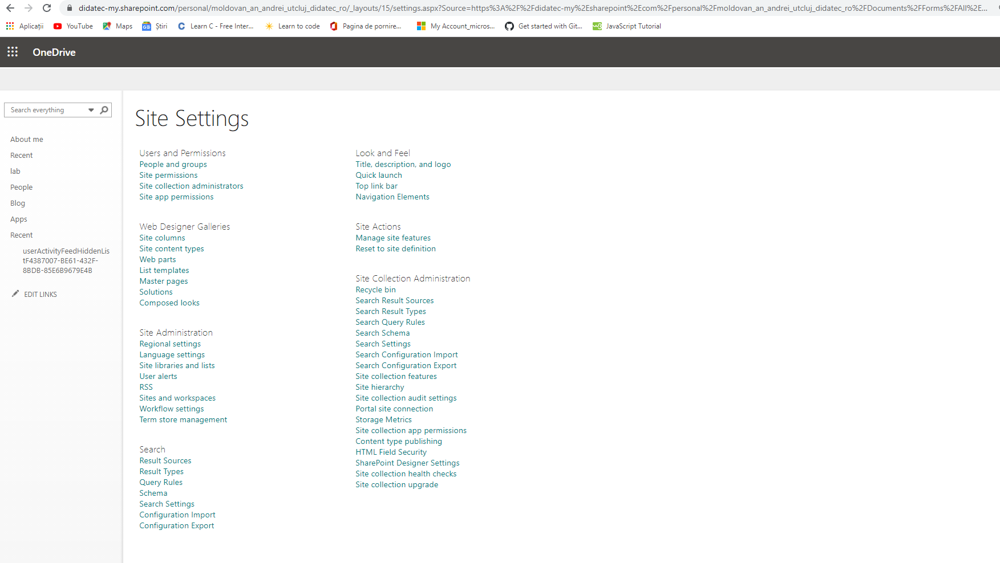 didatec-my.sharepoint.com/personal/moldovan_an_andrei_utcluj_didatec_ro/_layouts/15/settings.aspx?Source=https%3A%2F%2Fdidatec-my%2Esharepoint%2Ecom%2Fpersonal%2Fmoldovan_an_andrei_utcluj_didatec_ro%2FDocuments%2FForms%2FAll%2E...
Aplicații YouTube Maps Știri Learn C - Free Inter... Learn to code Pagina de pornire... My Account_micros... Get started with Git... JavaScript Tutorial
OneDrive
Search everything
About me
Recent
lab
People
Blog
Apps
Recent
userActivityFeedHiddenLis
tF4387007-BE61-432F-
8BDB-85E6B9679E4B
EDIT LINKS
Site Settings
Users and Permissions
People and groups
Site permissions
Site collection administrators
Site app permissions
Web Designer Galleries
Site columns
Site content types
Web parts
List templates
Master pages
Solutions
Composed looks
Site Administration
Regional settings
Language settings
Site libraries and lists
User alerts
RSS
Sites and workspaces
Workflow settings
Term store management
Search
Result Sources
Result Types
Query Rules
Schema
Search Settings
Configuration Import
Configuration Export
Look and Feel
Title, description, and logo
Quick launch
Top link bar
Navigation Elements
Site Actions
Manage site features
Reset to site definition
Site Collection Administration
Recycle bin
Search Result Sources
Search Result Types
Search Query Rules
Search Schema
Search Settings
Search Configuration Import
Search Configuration Export
Site collection features
Site hierarchy
Site collection audit settings
Portal site connection
Storage Metrics
Site collection app permissions
Content type publishing
HTML Field Security
SharePoint Designer Settings
Site collection health checks
Site collection upgrade